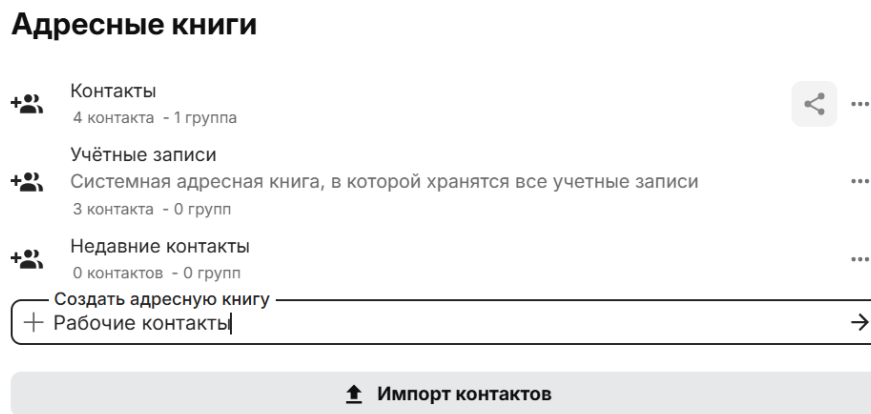 Адресные книги
Контакты
4 контакта - 1 группа
Учётные записи
Системная адресная книга, в которой хранятся все учетные записи
3 контакта - 0 групп
Недавние контакты
0 контактов - 0 групп
Создать адресную книгу
Рабочие контакты
Импорт контактов